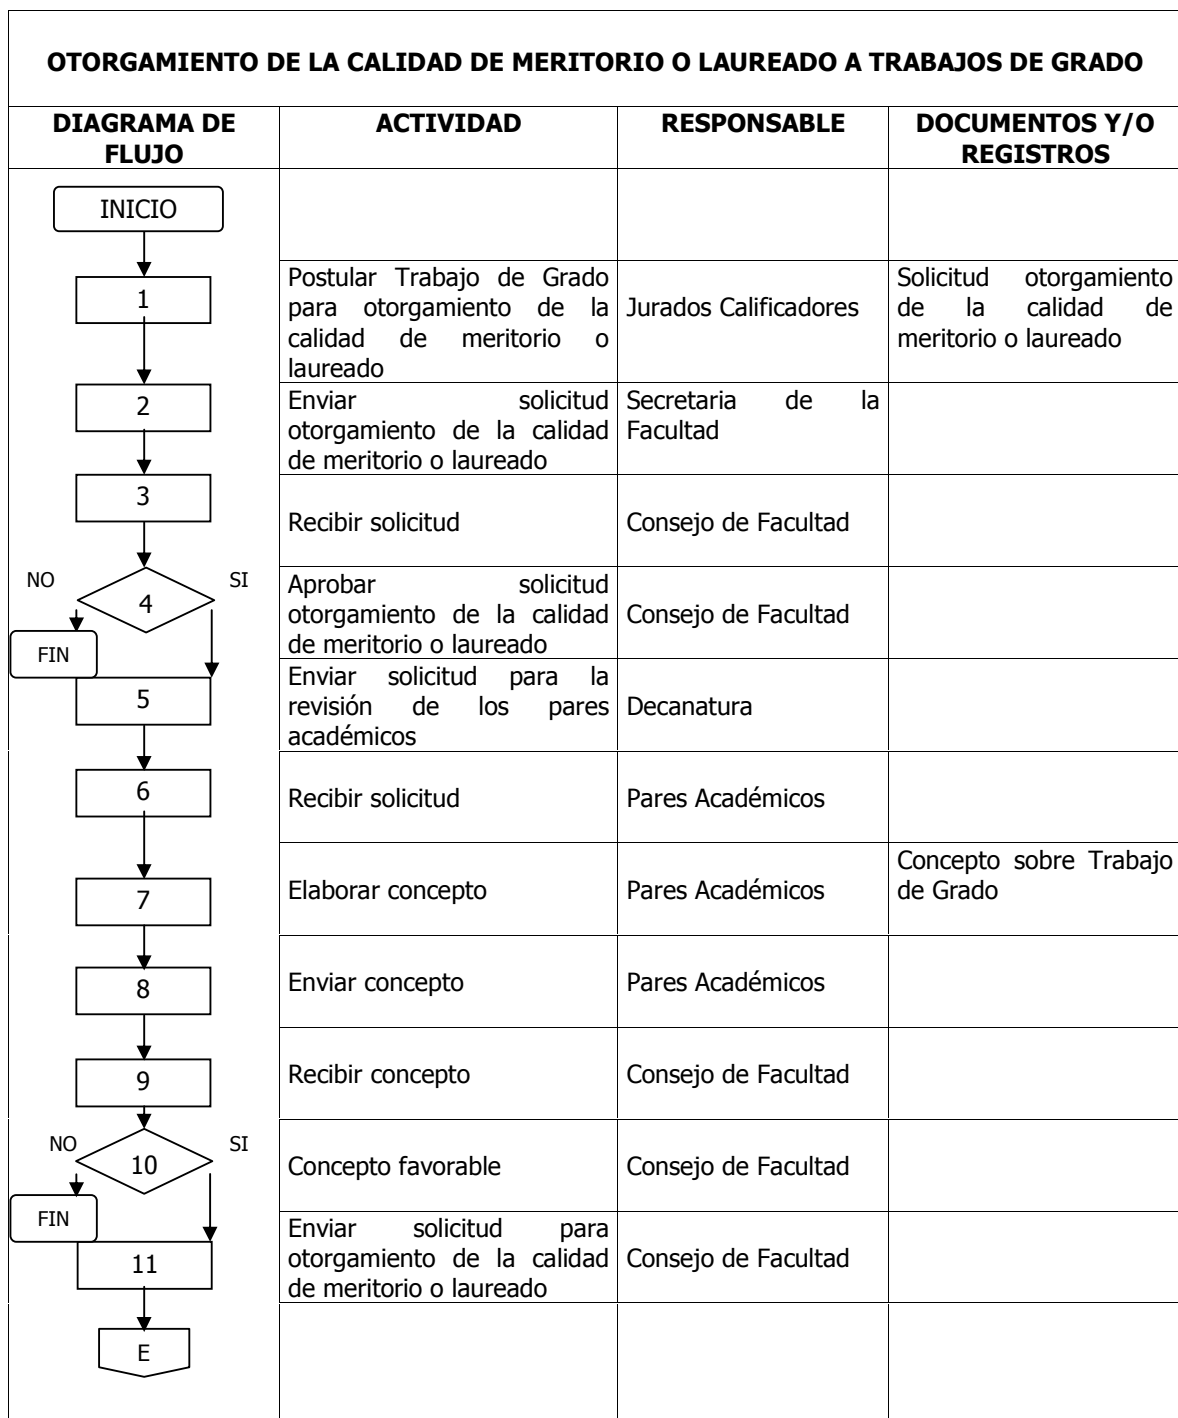 OTORGAMIENTO DE LA CALIDAD DE MERITORIO O LAUREADO A TRABAJOS DE GRADO
DIAGRAMA DE
FLUJO
ACTIVIDAD
RESPONSABLE
DOCUMENTOS Y/O
REGISTROS
INICIO
1
Postular Trabajo de Grado
para otorgamiento de la
calidad de meritorio o
laureado
Jurados Calificadores
Solicitud otorgamiento
de la calidad de
meritorio o laureado
2
Enviar solicitud
otorgamiento de la calidad
de meritorio o laureado
Secretaria de la
Facultad
3
Recibir solicitud
Consejo de Facultad
NO
4
SI
FIN
Aprobar solicitud
otorgamiento de la calidad
de meritorio o laureado
Consejo de Facultad
5
Enviar solicitud para la
revisión de los pares
académicos
Decanatura
6
Recibir solicitud
Pares Académicos
7
Elaborar concepto
Pares Académicos
Concepto sobre Trabajo
de Grado
8
Enviar concepto
Pares Académicos
9
Recibir concepto
Consejo de Facultad
NO
10
SI
FIN
Concepto favorable
Consejo de Facultad
11
Enviar solicitud para
otorgamiento de la calidad
de meritorio o laureado
Consejo de Facultad
E